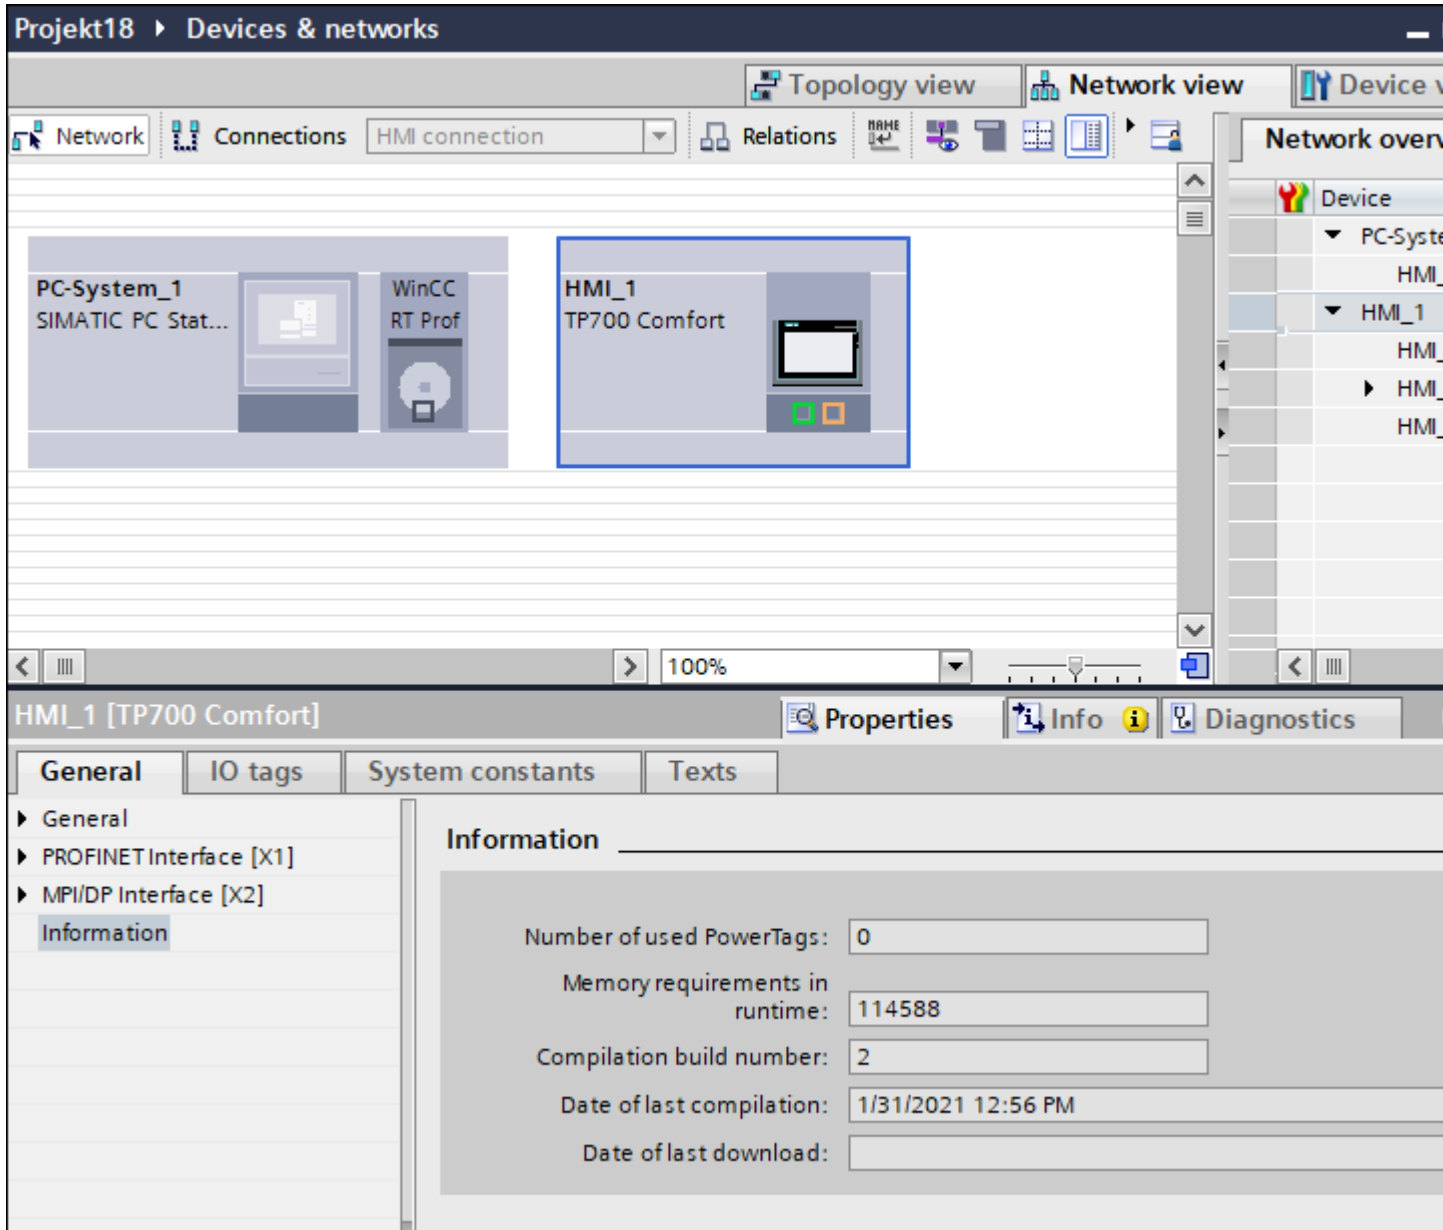 Projekt18 ▸ Devices & networks
Topology view
Network view
Device v
Network
Connections
HMI connection
Relations
NAME
Network overv
Device
PC-Syste
HMI_
HMI_1
HMI_
HMI_
HMI_
PC-System_1
SIMATIC PC Stat...
WinCC
RT Prof
HMI_1
TP700 Comfort
100%
HMI_1 [TP700 Comfort]
Properties
Info
Diagnostics
General
IO tags
System constants
Texts
General
PROFINET Interface [X1]
MPI/DP Interface [X2]
Information
Information
Number of used PowerTags: 0
Memory requirements in
runtime: 114588
Compilation build number: 2
Date of last compilation: 1/31/2021 12:56 PM
Date of last download: